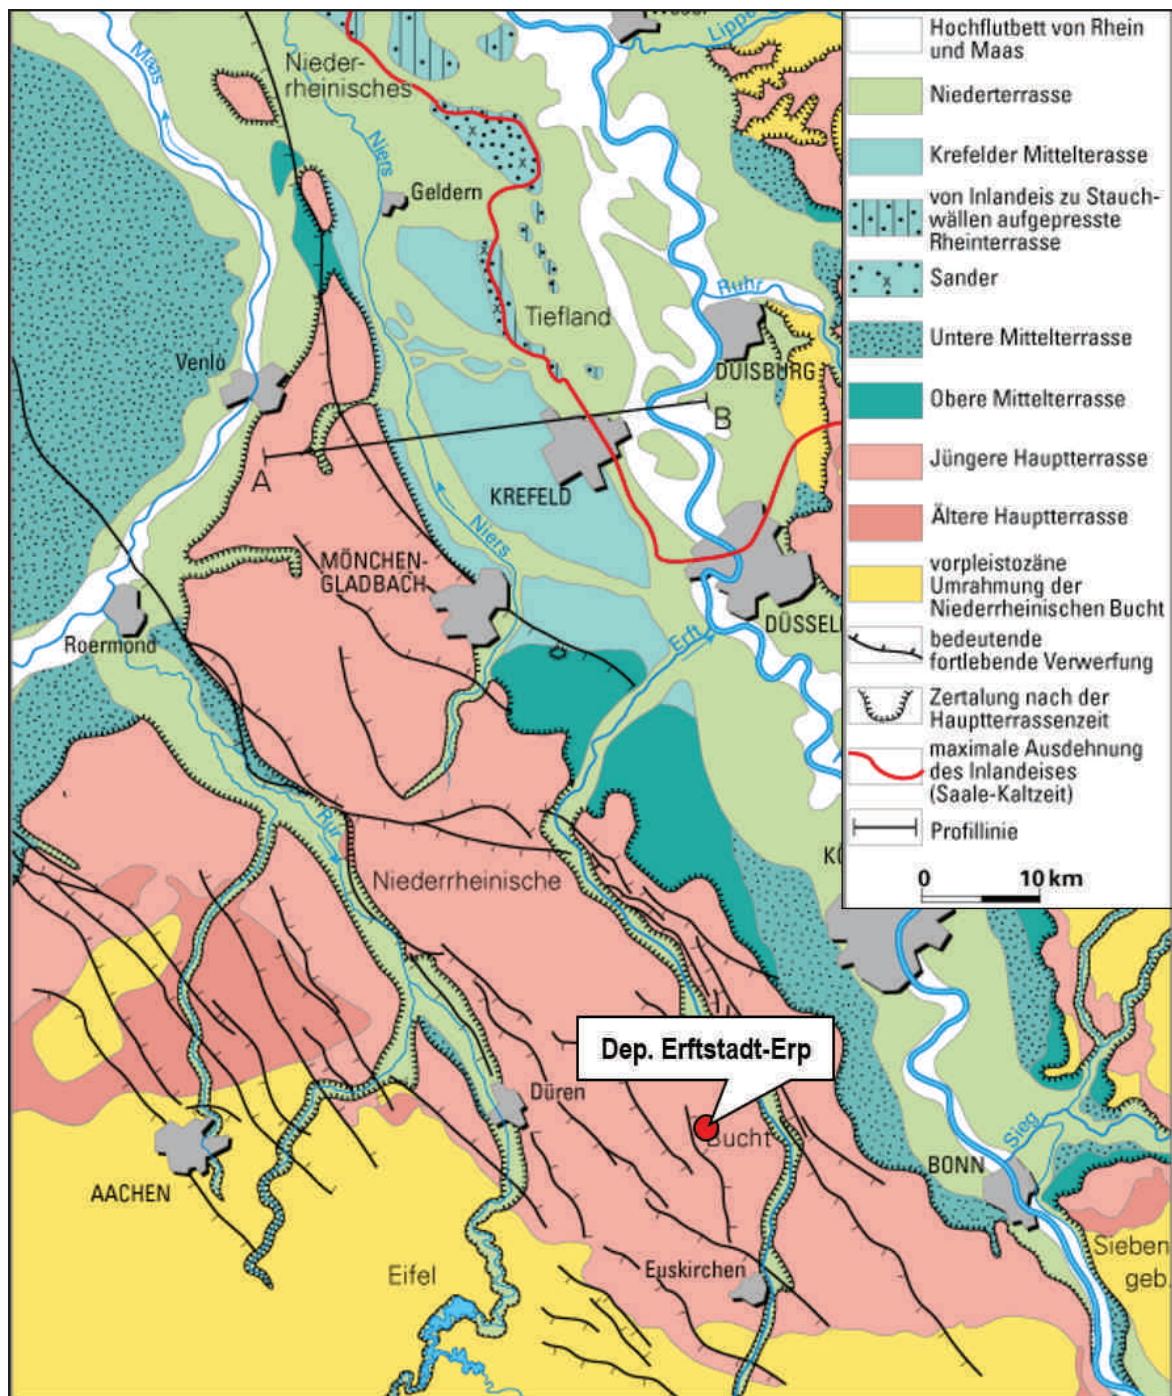 Wesel
Lippe
Maas
Nieder-
rheinisches
Niers
Geldern
Ruhr
Tiefland
Venlo
DUISBURG
B
A
KREFELD
Niers
MÖNCHEN-
GLADBACH
Erft
DÜSSEL
Roermond
Rur
Niederrheinische
KÖ
Dep. Erftstadt-Erp
Düren
Bucht
Sieg
BONN
AACHEN
Sieben
geb.
Eifel
Euskirchen
Hochflutbett von Rhein
und Maas
Niederterrasse
Krefelder Mittelterasse
von Inlandeis zu Stauch-
wällen aufgepresste
Rheinterrasse
x
Sander
Untere Mittelterrasse
Obere Mittelterrasse
Jüngere Hauptterrasse
Ältere Hauptterrasse
vorpleistozäne
Umrahmung der
Niederrheinischen Bucht
bedeutende
fortlebende Verwerfung
Zertalung nach der
Hauptterrassenzeit
maximale Ausdehnung
des Inlandeises
(Saale-Kaltzeit)
Profillinie
0 10 km